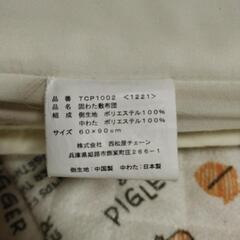 品番 TCP1002 <1221>
品名 固わた敷布団
組成 側生地 ポリエステル100%
中わた ポリエステル100%
サイズ 60×90cm
株式会社 西松屋チェーン
兵庫県姫路市飾東町庄266-1
側生地:中国製 中わた:日本製
PIGLE